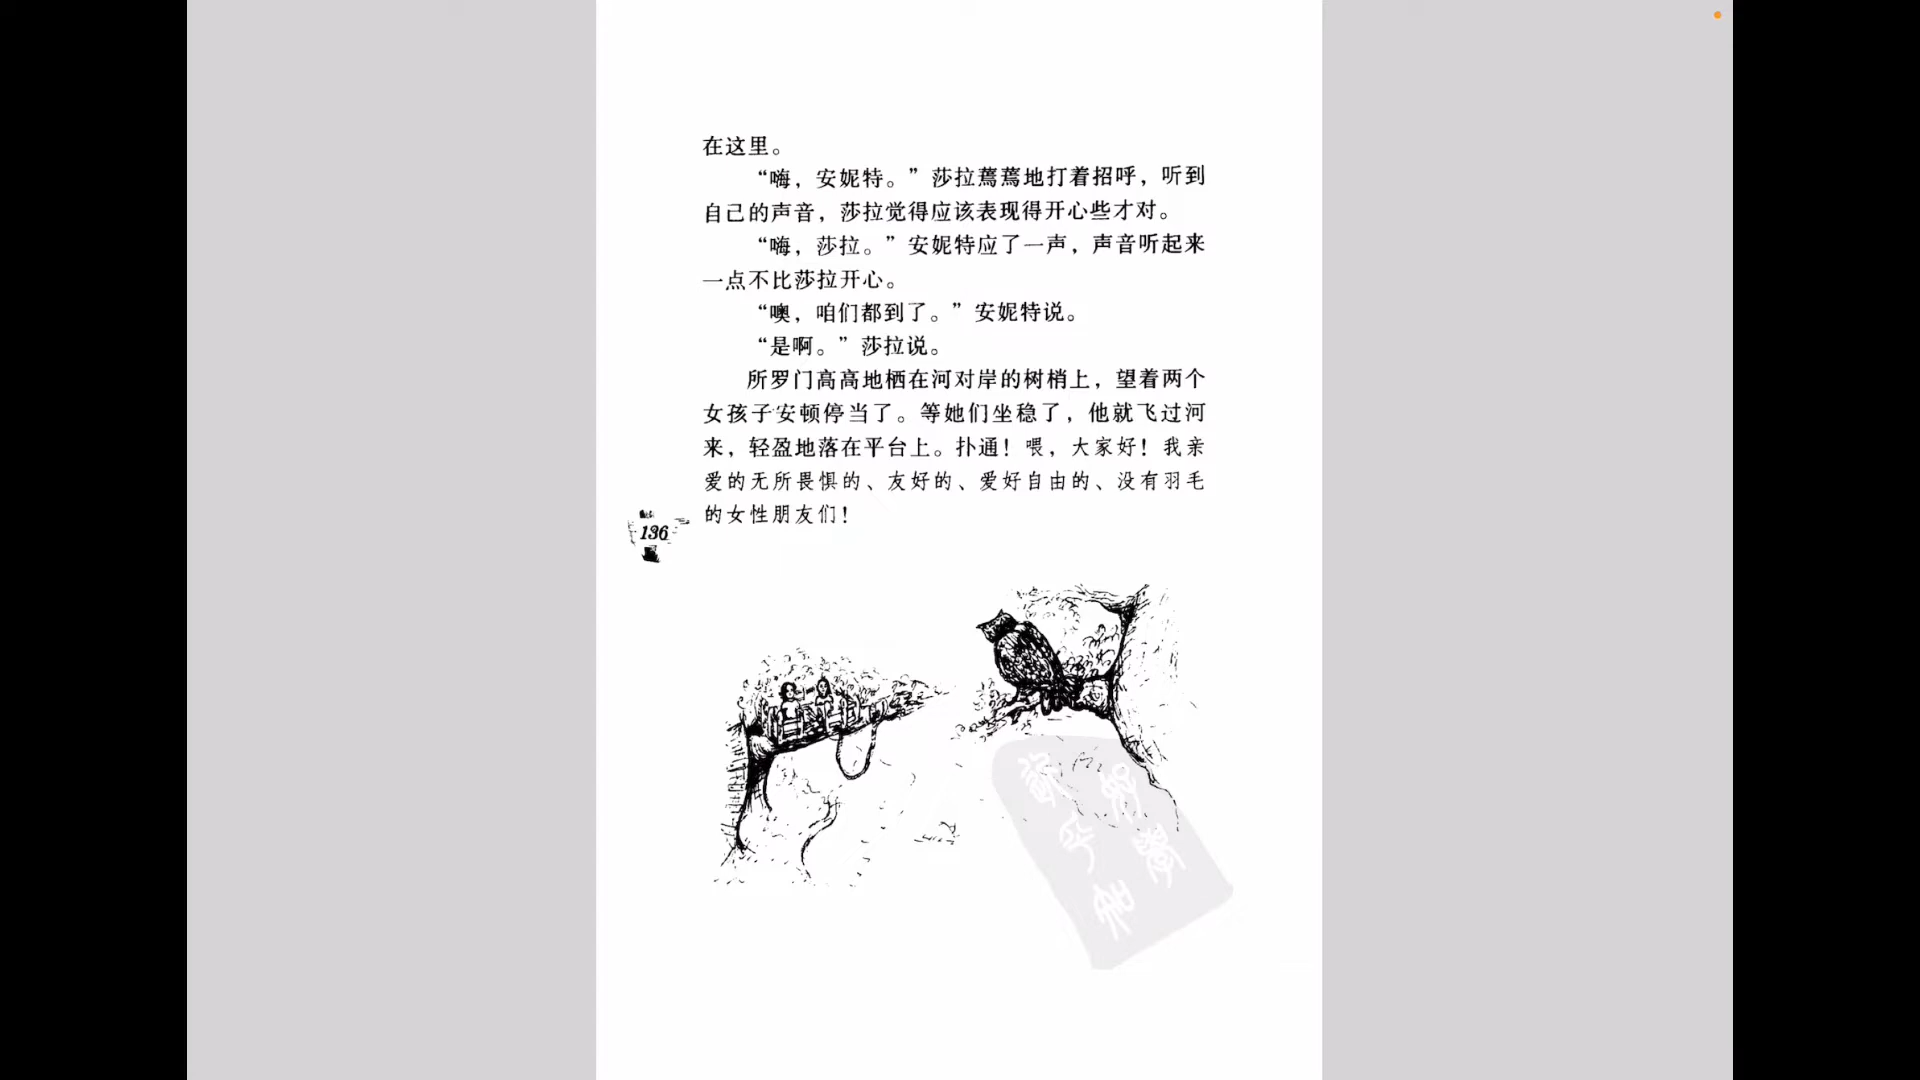 在这里。
“嗨，安妮特。”莎拉蔫蔫地打着招呼，听到
自己的声音，莎拉觉得应该表现得开心些才对。
“嗨，莎拉。”安妮特应了一声，声音听起来
一点不比莎拉开心。
“噢，咱们都到了。”安妮特说。
“是啊。”莎拉说。
所罗门高高地栖在河对岸的树梢上，望着两个
女孩子安顿停当了。等她们坐稳了，他就飞过河
来，轻盈地落在平台上。扑通！喂，大家好！我亲
爱的无所畏惧的、友好的、爱好自由的、没有羽毛
的女性朋友们！
136